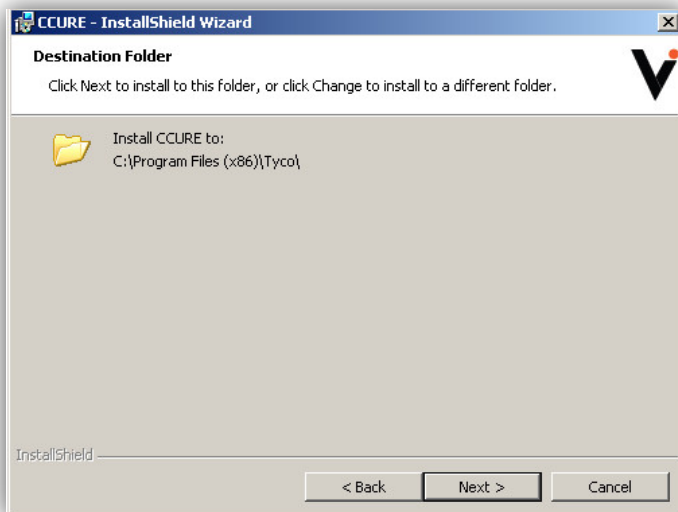 CCURE - InstallShield Wizard
Destination Folder
Click Next to install to this folder, or click Change to install to a different folder.
Install CCURE to:
C:\Program Files (x86)\Tyco\
InstallShield
< Back
Next >
Cancel